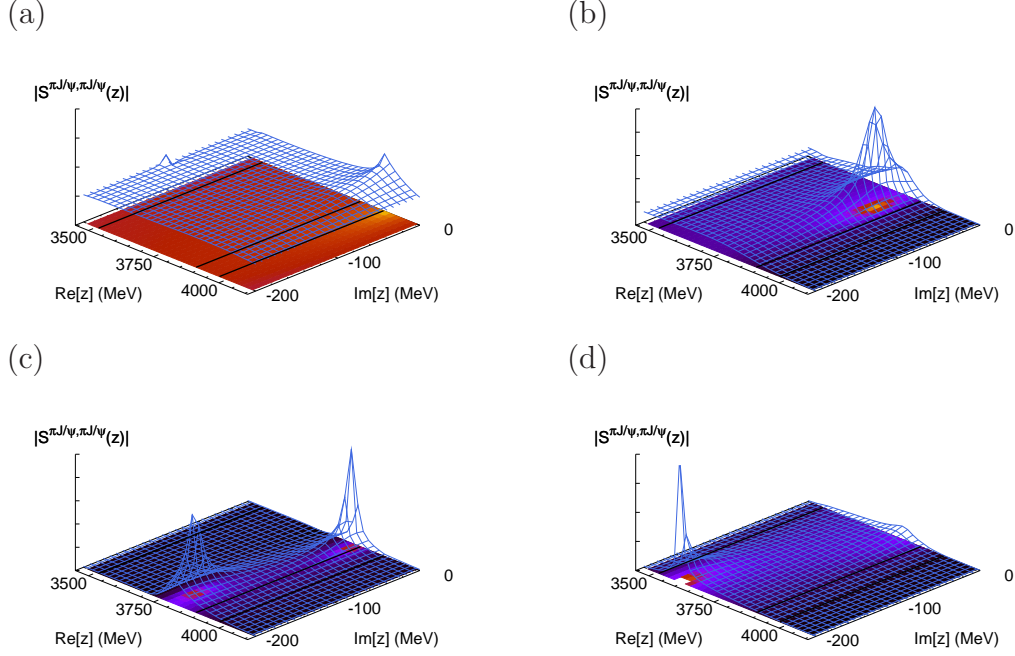 (a)
(b)
|S^πJ/ψ,πJ/ψ(z)|
|S^πJ/ψ,πJ/ψ(z)|
3500
3750
4000
Re[z] (MeV)
-200
-100
0
Im[z] (MeV)
3500
3750
4000
Re[z] (MeV)
-200
-100
0
Im[z] (MeV)
(c)
(d)
|S^πJ/ψ,πJ/ψ(z)|
|S^πJ/ψ,πJ/ψ(z)|
3500
3750
4000
Re[z] (MeV)
-200
-100
0
Im[z] (MeV)
3500
3750
4000
Re[z] (MeV)
-200
-100
0
Im[z] (MeV)